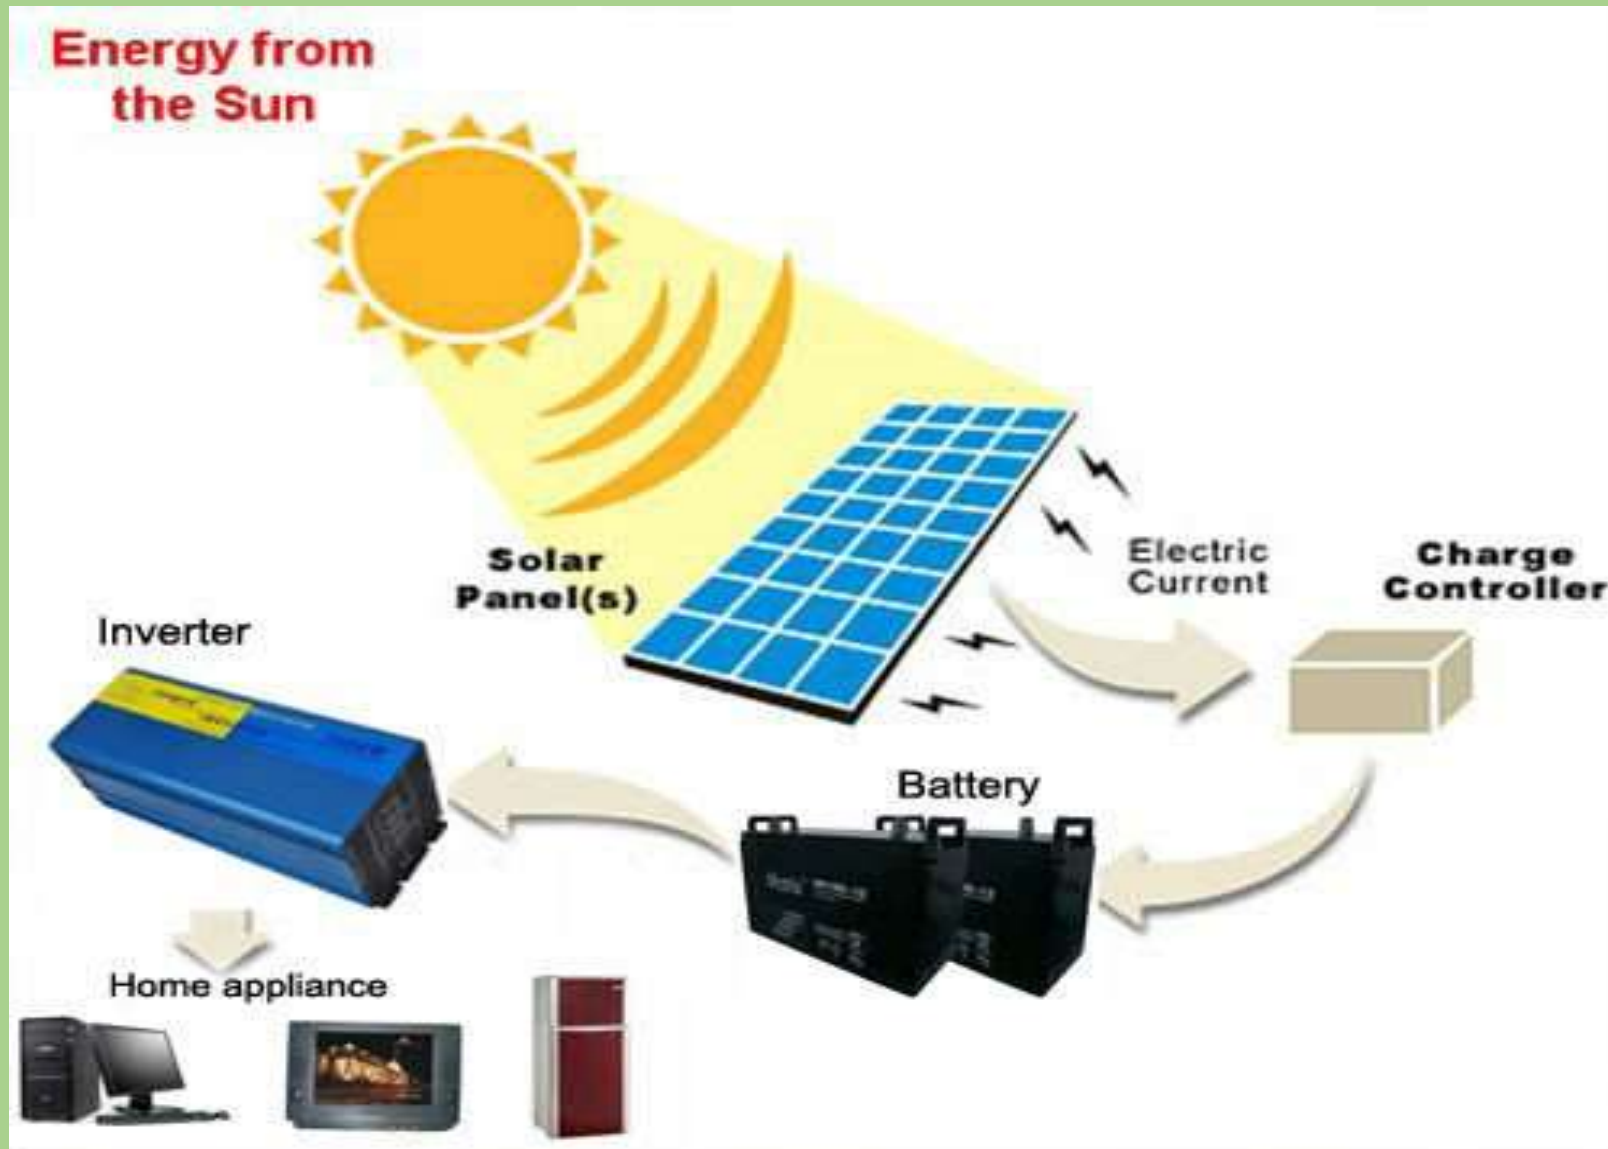 Energy from
the Sun
Solar
Panel(s)
Electric
Current
Charge
Controller
Inverter
Battery
Home appliance